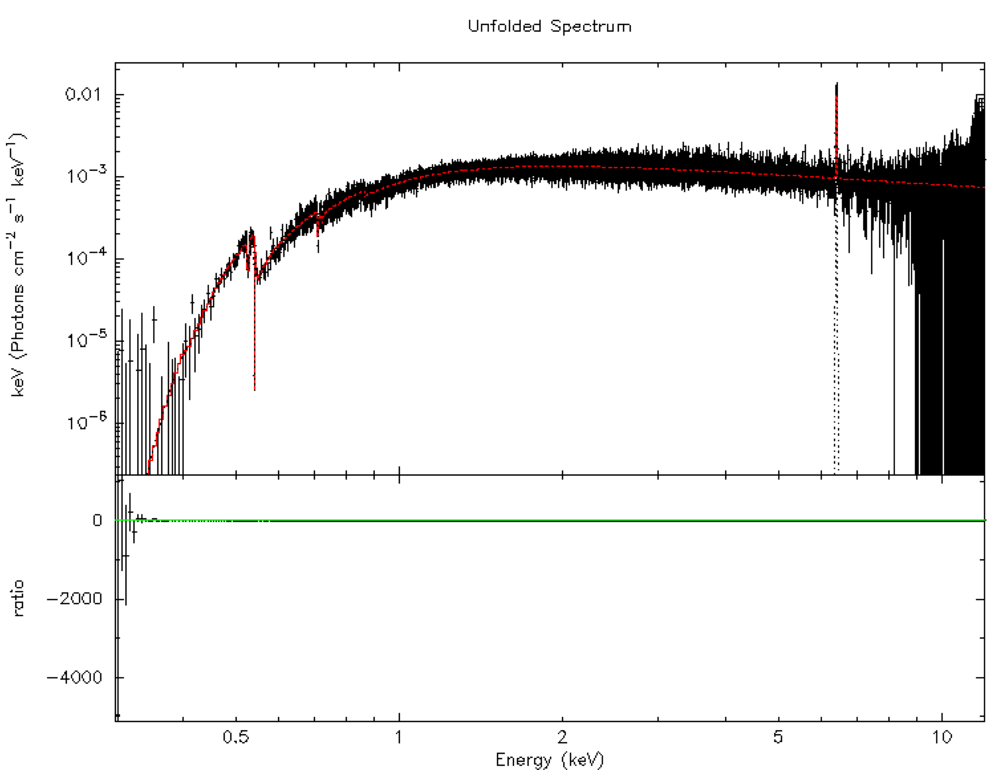 Unfolded Spectrum
keV (Photons cm−2 s−1 keV−1)
0.01
10−3
10−4
10−5
10−6
ratio
0
−2000
−4000
0.5 1 2 5 10
Energy (keV)